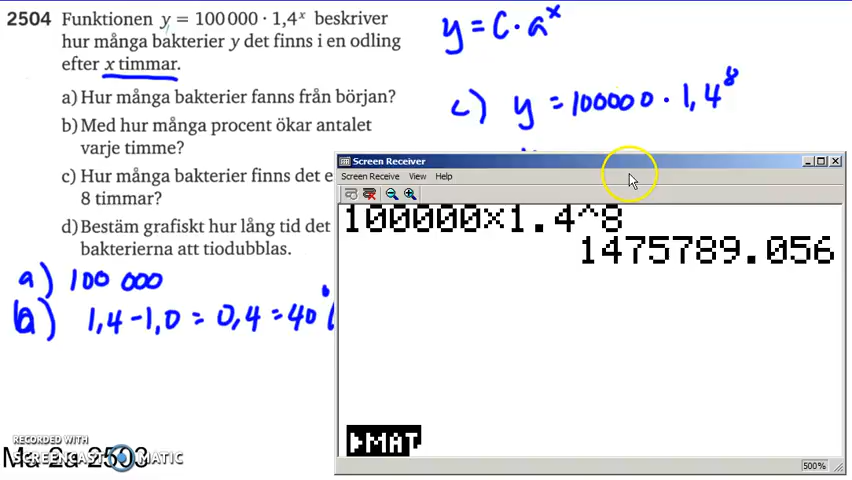 2504 Funktionen y = 100 000 · 1,4^x beskriver
hur många bakterier y det finns i en odling
efter x timmar.
a) Hur många bakterier fanns från början?
b) Med hur många procent ökar antalet
varje timme?
c) Hur många bakterier finns det e
8 timmar?
d) Bestäm grafiskt hur lång tid det
bakterierna att tiodubblas.
a) 100 000
b) 1,4 - 1,0 = 0,4 = 40
y = C · a^x
c) y = 100000 · 1,4^8
Screen Receiver
Screen Receive View Help
100000×1.4^8
1475789.056
▶MAT
500%
RECORDED WITH
SCREENCAST MATIC
Ma 2a 2503